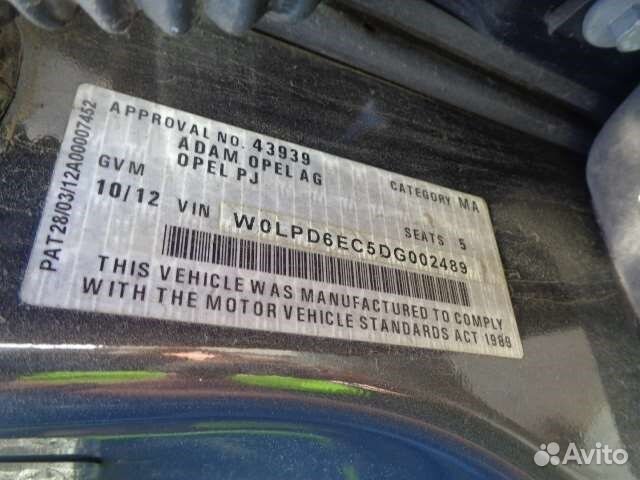 PAT28/03/12A00007452
APPROVAL NO. 43939
ADAM OPEL AG
OPEL PJ
CATEGORY MA
GVM
10/12 VIN
SEATS 5
W0LPD6EC5DG002489
THIS VEHICLE WAS MANUFACTURED TO COMPLY
WITH THE MOTOR VEHICLE STANDARDS ACT 1989
Avito